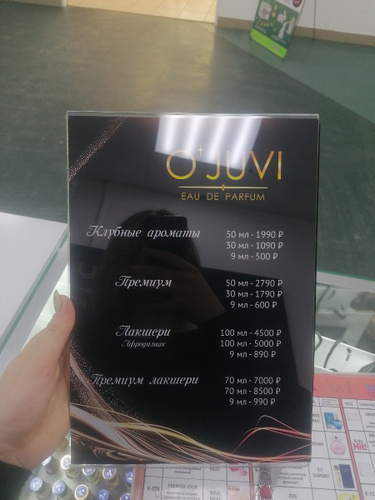 O'JUVI
EAU DE PARFUM
Клубные ароматы
50 мл - 1990 ₽
30 мл - 1090 ₽
9 мл - 500 ₽
Премиум
50 мл - 2790 ₽
30 мл - 1790 ₽
9 мл - 600 ₽
Лакшери
Афродизиак
100 мл - 4500 ₽
100 мл - 5000 ₽
9 мл - 890 ₽
Премиум лакшери
70 мл - 7000 ₽
70 мл - 8500 ₽
9 мл - 990 ₽